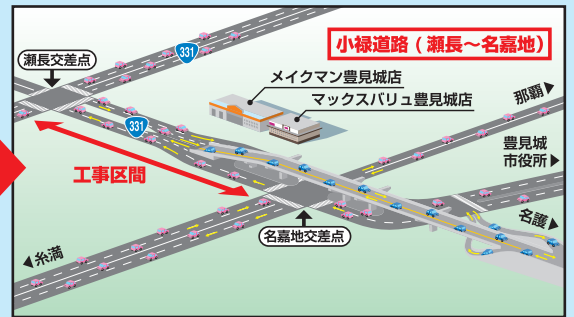 小禄道路(瀬長〜名嘉地)
331
瀬長交差点
メイクマン豊見城店
マックスバリュ豊見城店
那覇
331
豊見城
市役所
工事区間
名護
名嘉地交差点
糸満